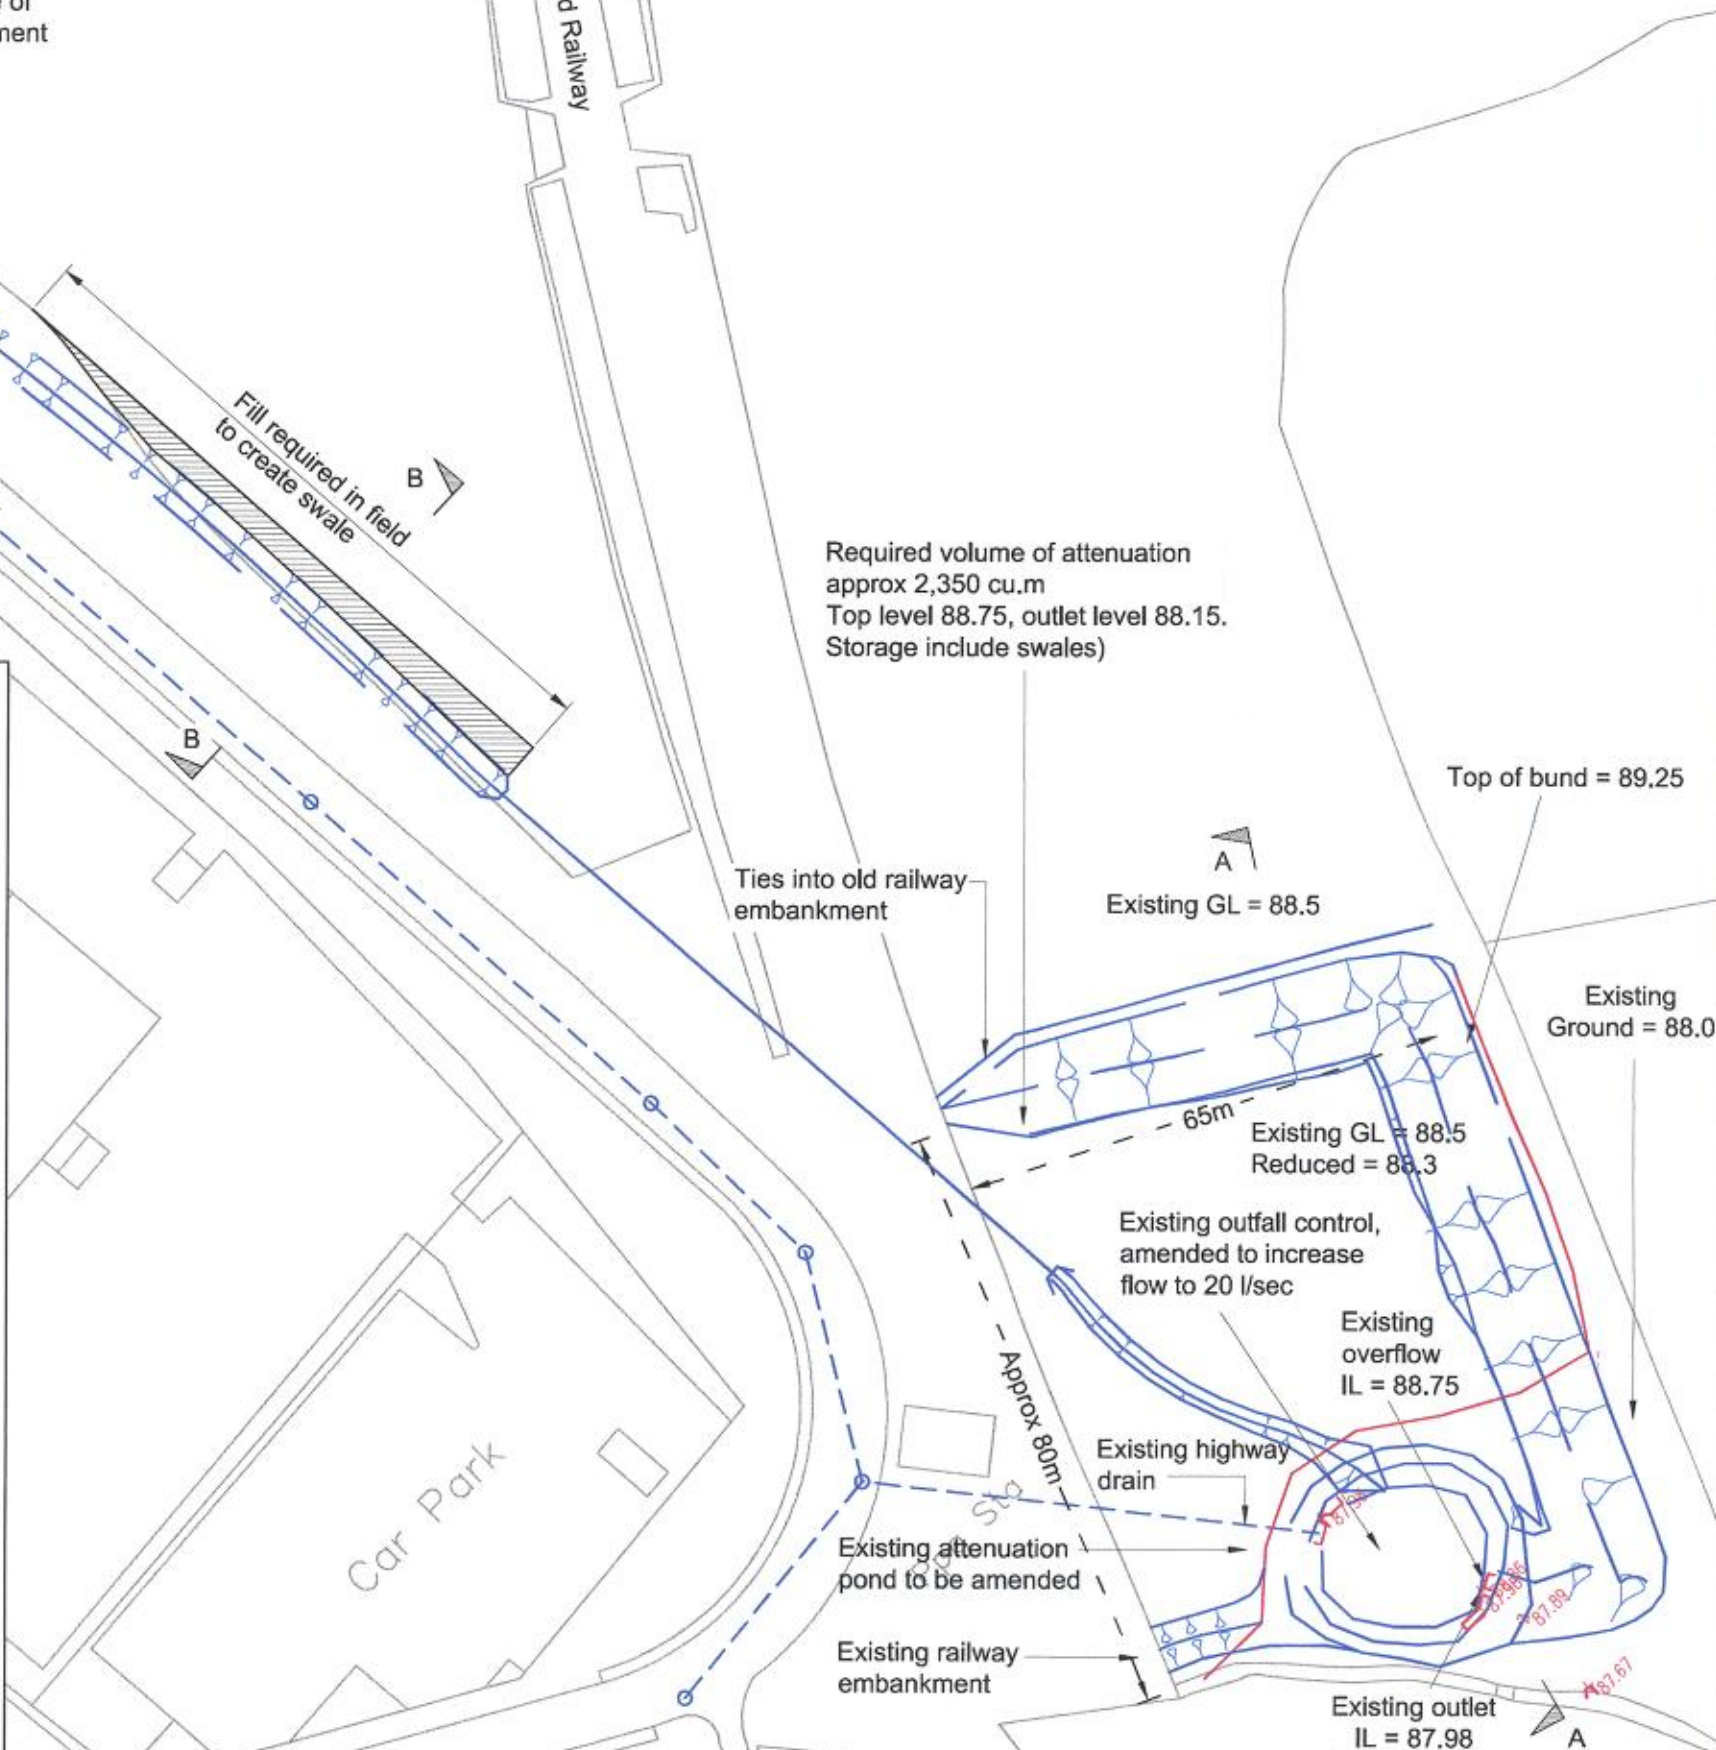 ment
d Railway
Fill required in field
to create swale
B
B
Required volume of attenuation
approx 2,350 cu.m
Top level 88.75, outlet level 88.15.
Storage include swales)
Top of bund = 89.25
A
Existing GL = 88.5
Ties into old railway
embankment
Existing
Ground = 88.0
65m
Existing GL = 88.5
Reduced = 88.3
Existing outfall control,
amended to increase
flow to 20 l/sec
Existing
overflow
IL = 88.75
Approx 80m
Existing highway
drain
Car Park
Existing attenuation
pond to be amended
87.89
Existing railway
embankment
87.67
Existing outlet
IL = 87.98
A